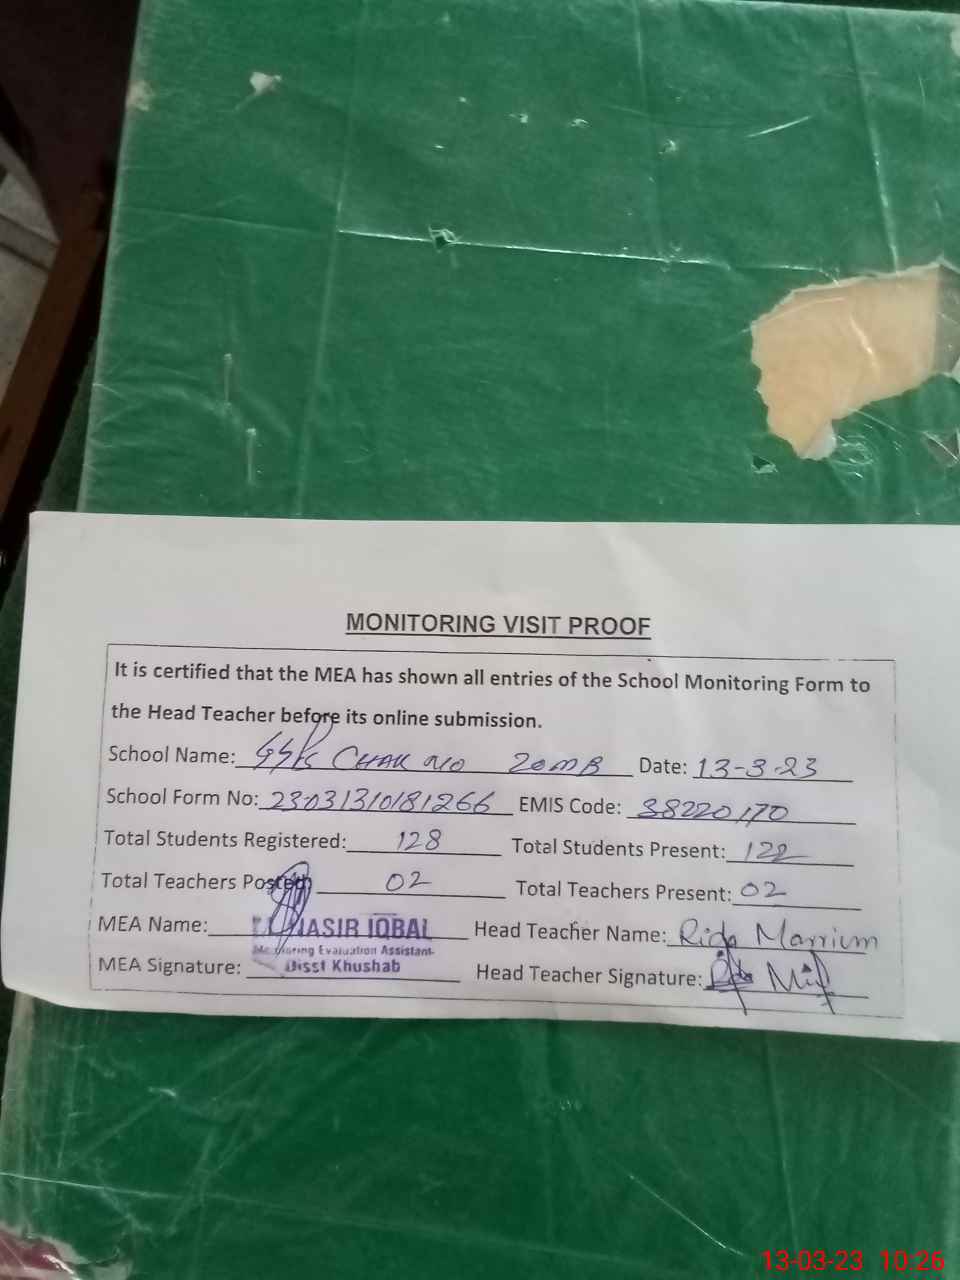 MONITORING VISIT PROOF
It is certified that the MEA has shown all entries of the School Monitoring Form to
the Head Teacher before its online submission.
School Name: GGPS CHAK NO 20MB Date: 13-3-23
School Form No: 23031310181266 EMIS Code: 38220170
Total Students Registered: 128 Total Students Present: 122
Total Teachers Posted: 02 Total Teachers Present: 02
MEA Name: NASIR IQBAL Head Teacher Name: Rida Marrium
Monitoring Evaluation Assistant
MEA Signature: Disst Khushab Head Teacher Signature:
13-03-23 10:26